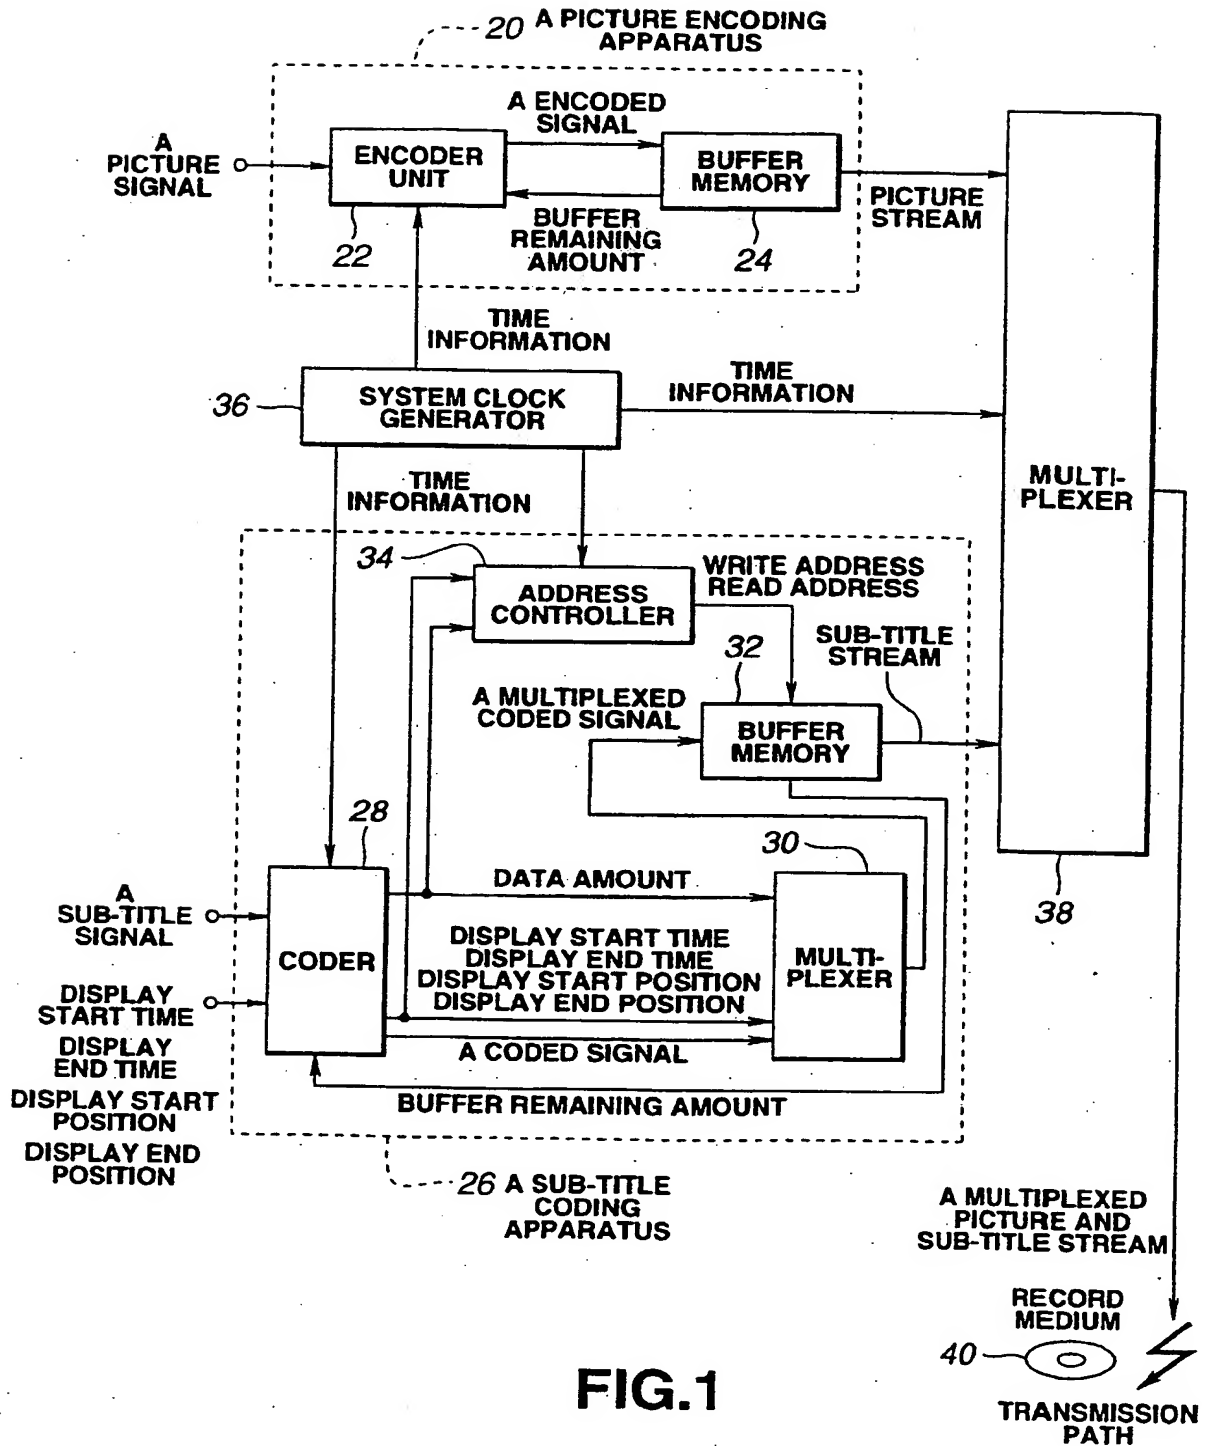 20 A PICTURE ENCODING
APPARATUS
A ENCODED
SIGNAL
A
PICTURE
SIGNAL
ENCODER
UNIT
BUFFER
MEMORY
PICTURE
STREAM
BUFFER
REMAINING
AMOUNT
22
24
TIME
INFORMATION
36
SYSTEM CLOCK
GENERATOR
TIME
INFORMATION
TIME
INFORMATION
MULTI-
PLEXER
34
ADDRESS
CONTROLLER
WRITE ADDRESS
READ ADDRESS
32
SUB-TITLE
STREAM
A MULTIPLEXED
CODED SIGNAL
BUFFER
MEMORY
28
30
38
DATA AMOUNT
A
SUB-TITLE
SIGNAL
CODER
DISPLAY START TIME
DISPLAY END TIME
DISPLAY START POSITION
DISPLAY END POSITION
MULTI-
PLEXER
DISPLAY
START TIME
DISPLAY
END TIME
DISPLAY START
POSITION
DISPLAY END
POSITION
A CODED SIGNAL
BUFFER REMAINING AMOUNT
26 A SUB-TITLE
CODING
APPARATUS
A MULTIPLEXED
PICTURE AND
SUB-TITLE STREAM
RECORD
MEDIUM
40
TRANSMISSION
PATH
FIG.1